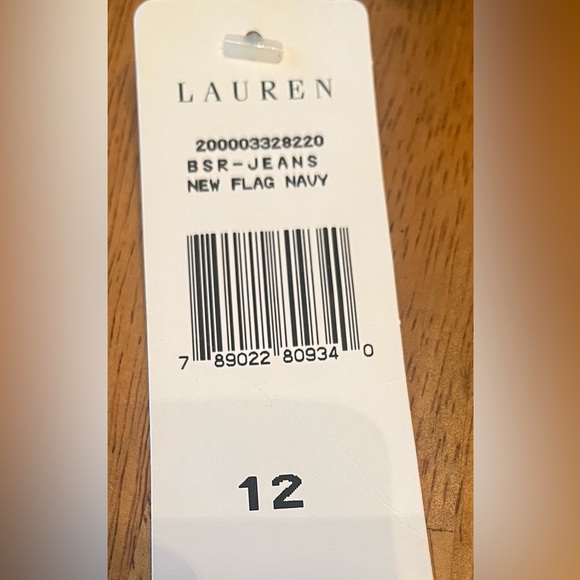 LAUREN
200003328220
BSR-JEANS
NEW FLAG NAVY
7 89022 80934 0
12